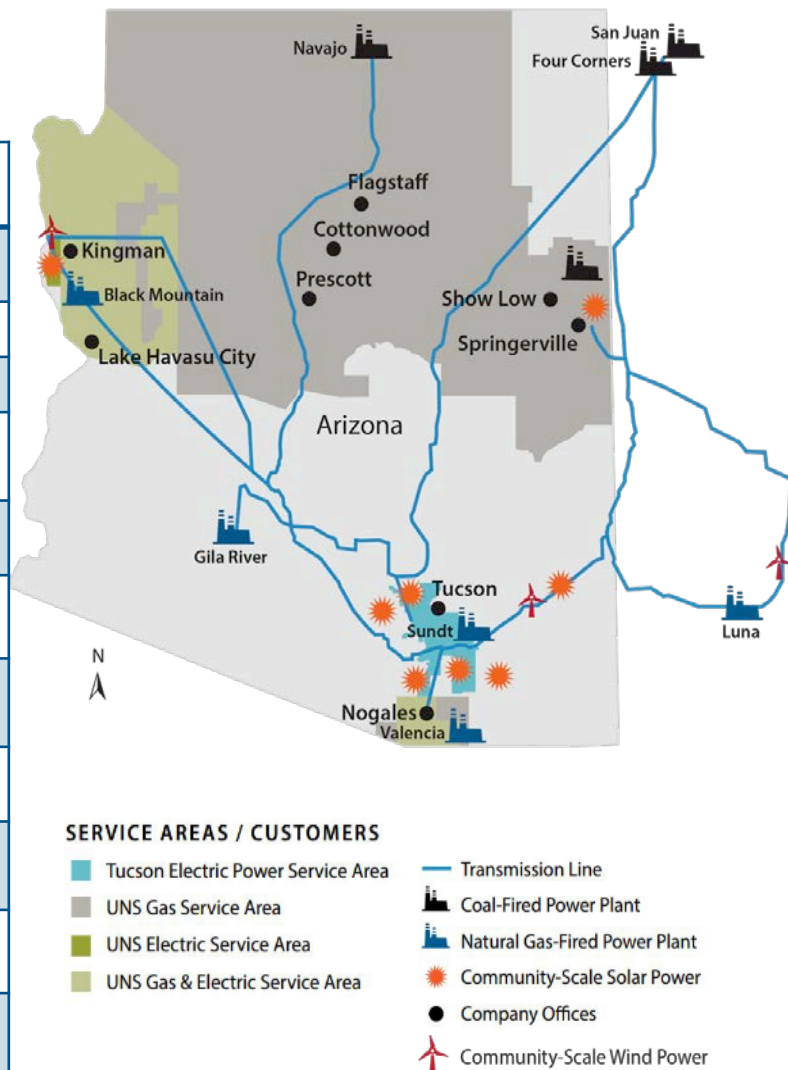 San Juan
Navajo
Four Corners
Flagstaff
Cottonwood
Kingman
Prescott
Black Mountain
Show Low
Springerville
Lake Havasu City
Arizona
Gila River
Tucson
Sundt
Luna
N
Nogales
Valencia
SERVICE AREAS / CUSTOMERS
Tucson Electric Power Service Area
UNS Gas Service Area
UNS Electric Service Area
UNS Gas & Electric Service Area
Transmission Line
Coal-Fired Power Plant
Natural Gas-Fired Power Plant
Community-Scale Solar Power
Company Offices
Community-Scale Wind Power